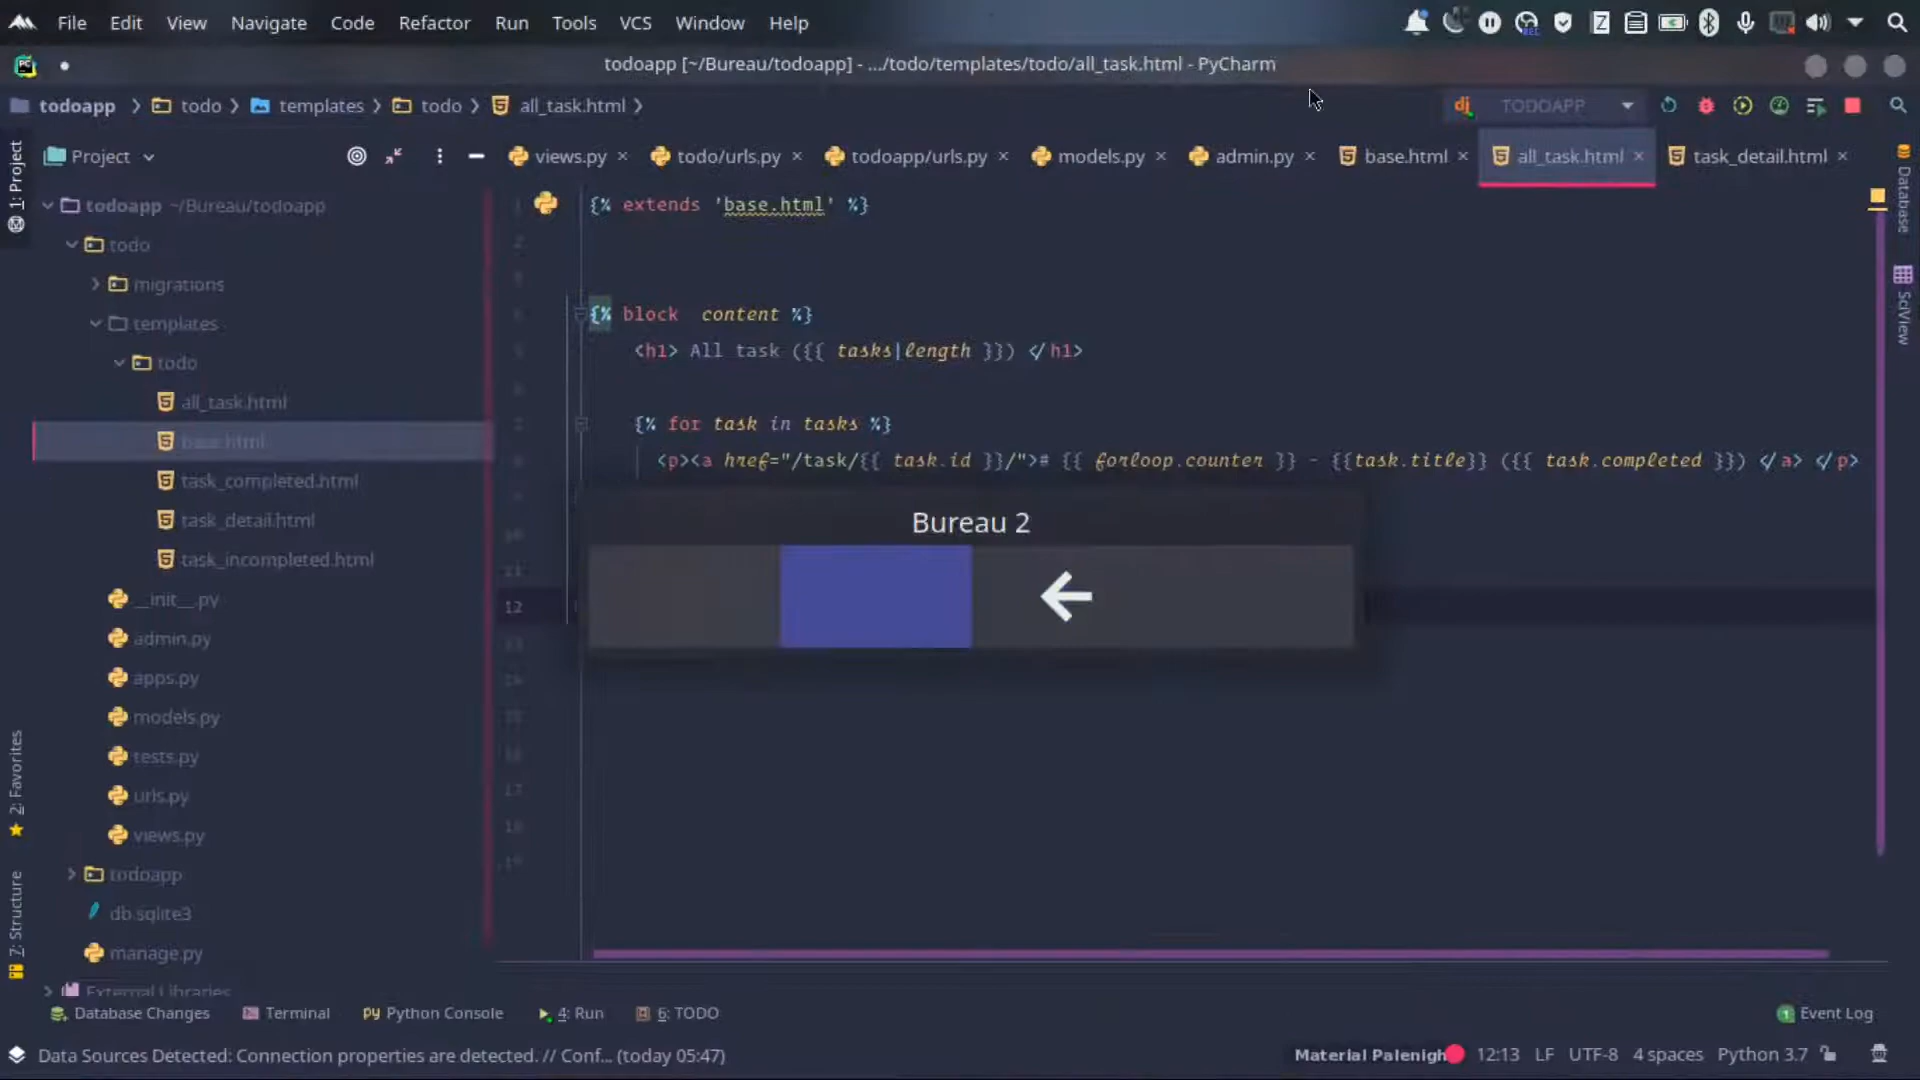 File Edit View Navigate Code Refactor Run Tools VCS Window Help
todoapp [~/Bureau/todoapp] - .../todo/templates/todo/all_task.html - PyCharm
todoapp todo templates todo all_task.html
TODOAPP
Project
views.py todo/urls.py todoapp/urls.py models.py admin.py base.html all_task.html task_detail.html
1: Project
2: Favorites
7: Structure
todoapp ~/Bureau/todoapp
todo
migrations
templates
todo
all_task.html
base.html
task_completed.html
task_detail.html
task_incompleted.html
__init__.py
admin.py
apps.py
models.py
tests.py
urls.py
views.py
todoapp
db.sqlite3
manage.py
External Libraries
{% extends 'base.html' %}
{% block content %}
<h1> All task ({{ tasks|length }}) </h1>
{% for task in tasks %}
<p><a href="/task/{{ task.id }}/"># {{ forloop.counter }} - {{task.title}} ({{ task.completed }}) </a> </p>
12
Bureau 2
Database
SciView
Database Changes Terminal Python Console 4: Run 6: TODO
1 Event Log
Data Sources Detected: Connection properties are detected. // Conf... (today 05:47)
Material Palenigh 12:13 LF UTF-8 4 spaces Python 3.7